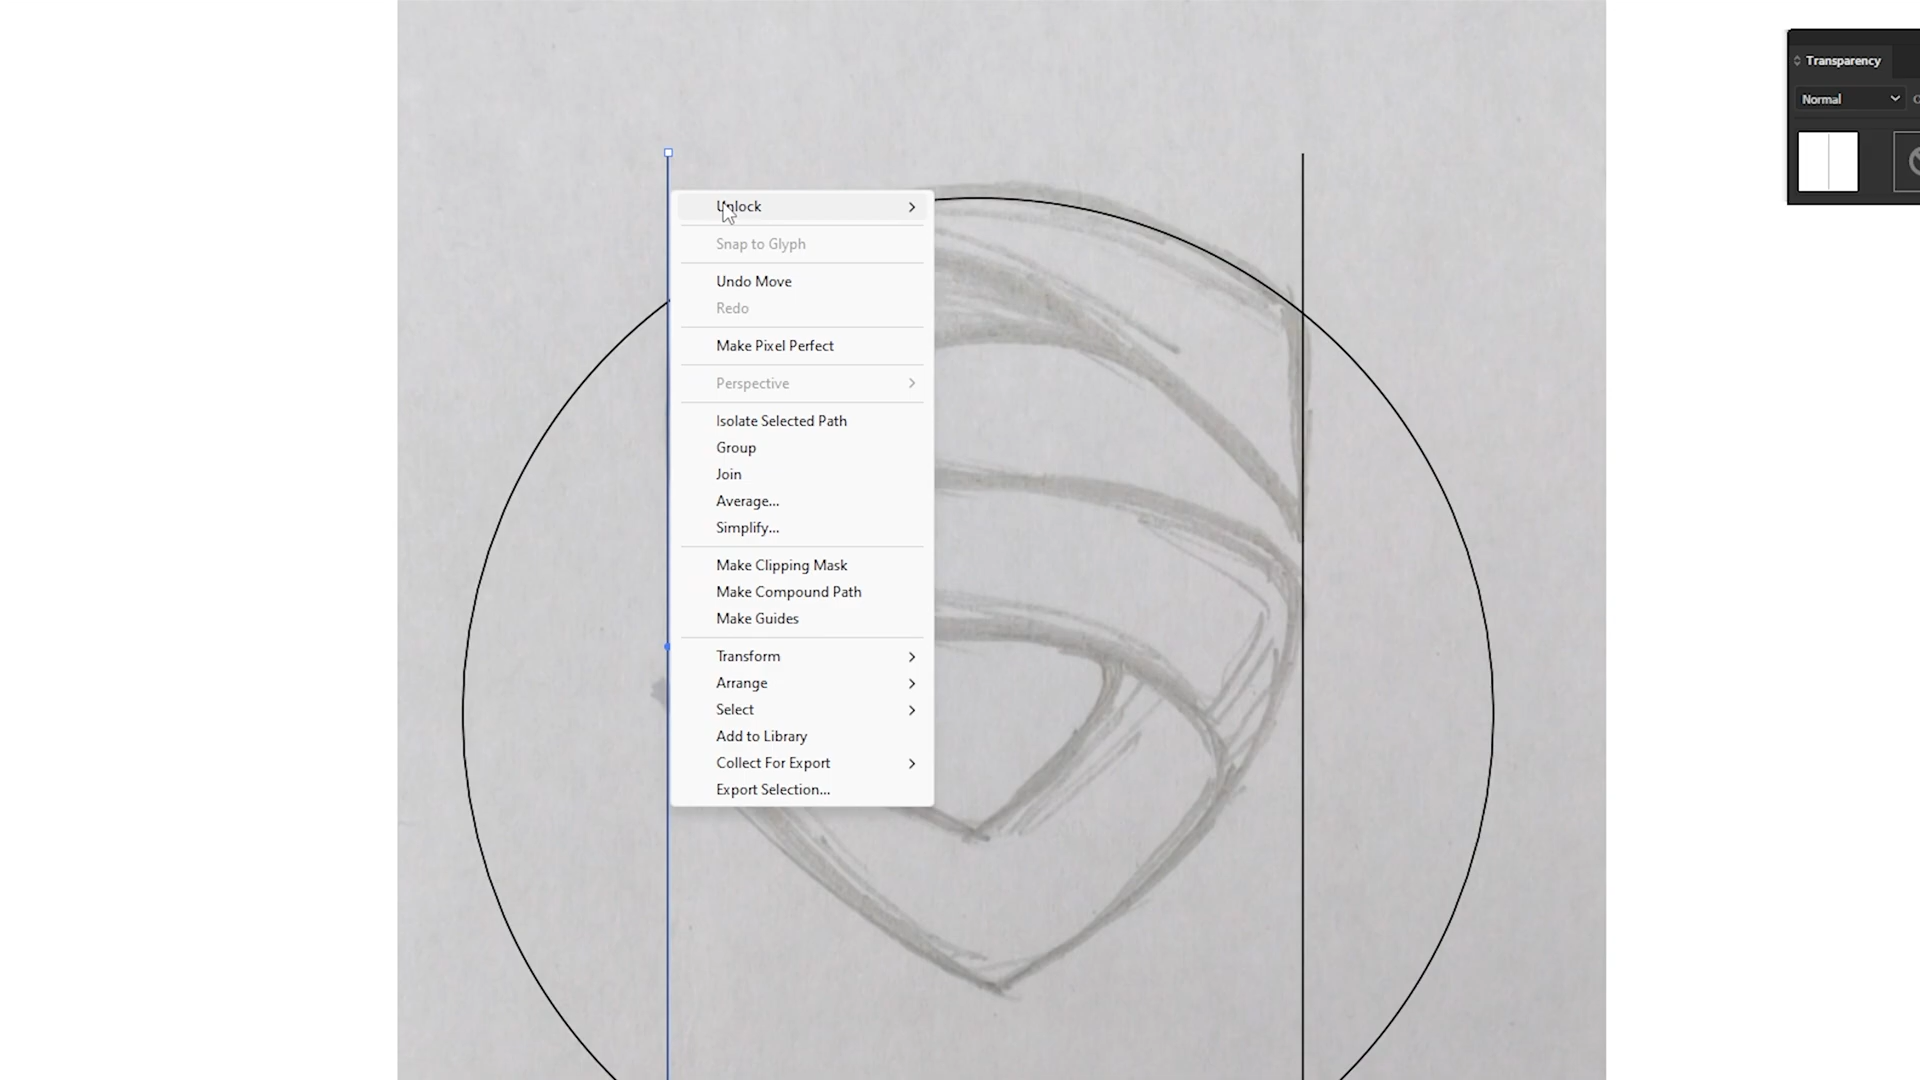 Transparency
Normal
Unlock
Snap to Glyph
Undo Move
Redo
Make Pixel Perfect
Perspective
Isolate Selected Path
Group
Join
Average...
Simplify...
Make Clipping Mask
Make Compound Path
Make Guides
Transform
Arrange
Select
Add to Library
Collect For Export
Export Selection...